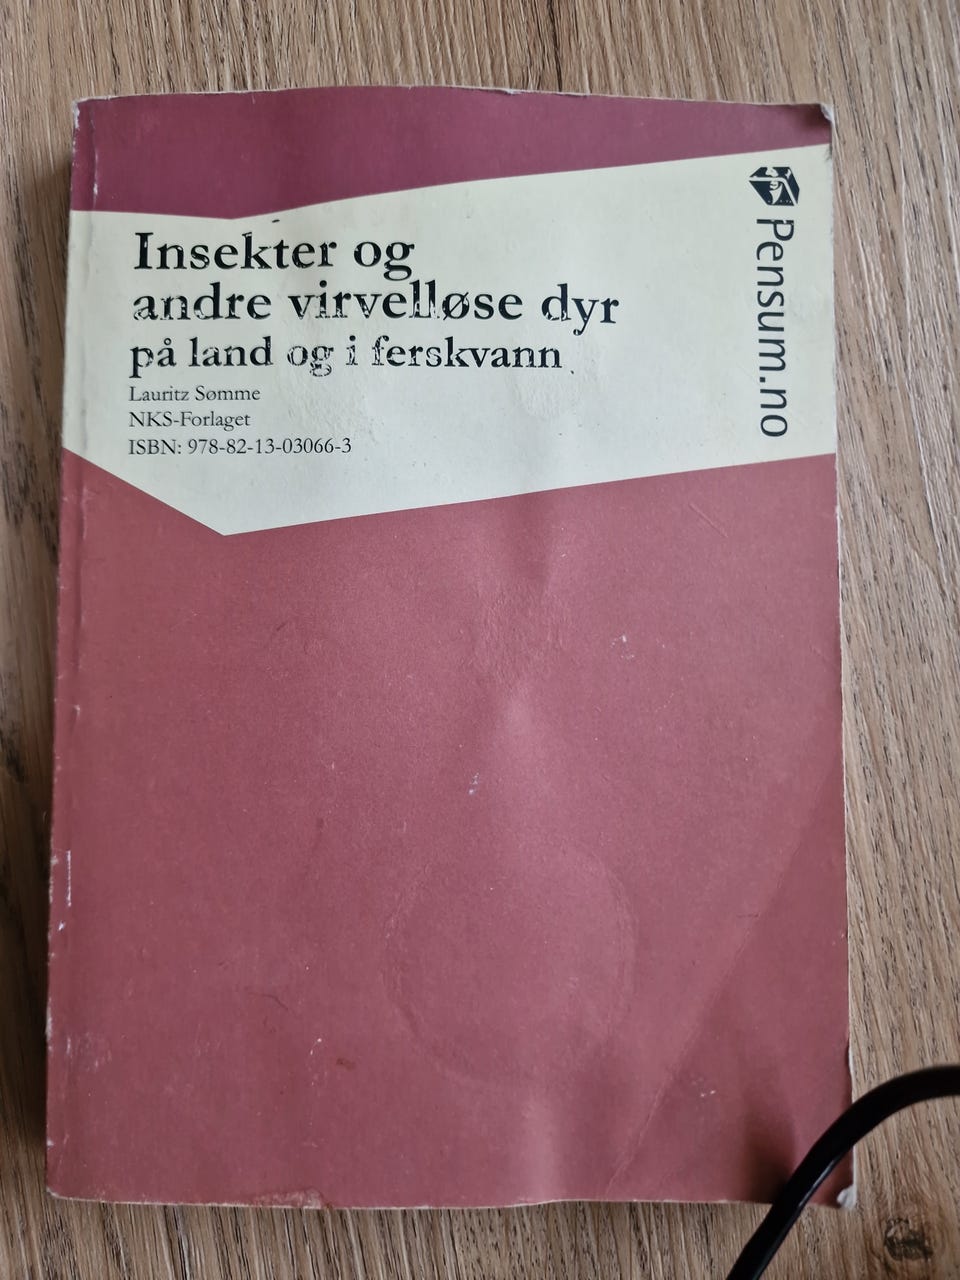 Insekter og
andre virvelløse dyr
på land og i ferskvann
Lauritz Sømme
NKS-Forlaget
ISBN: 978-82-13-03066-3
Pensum.no